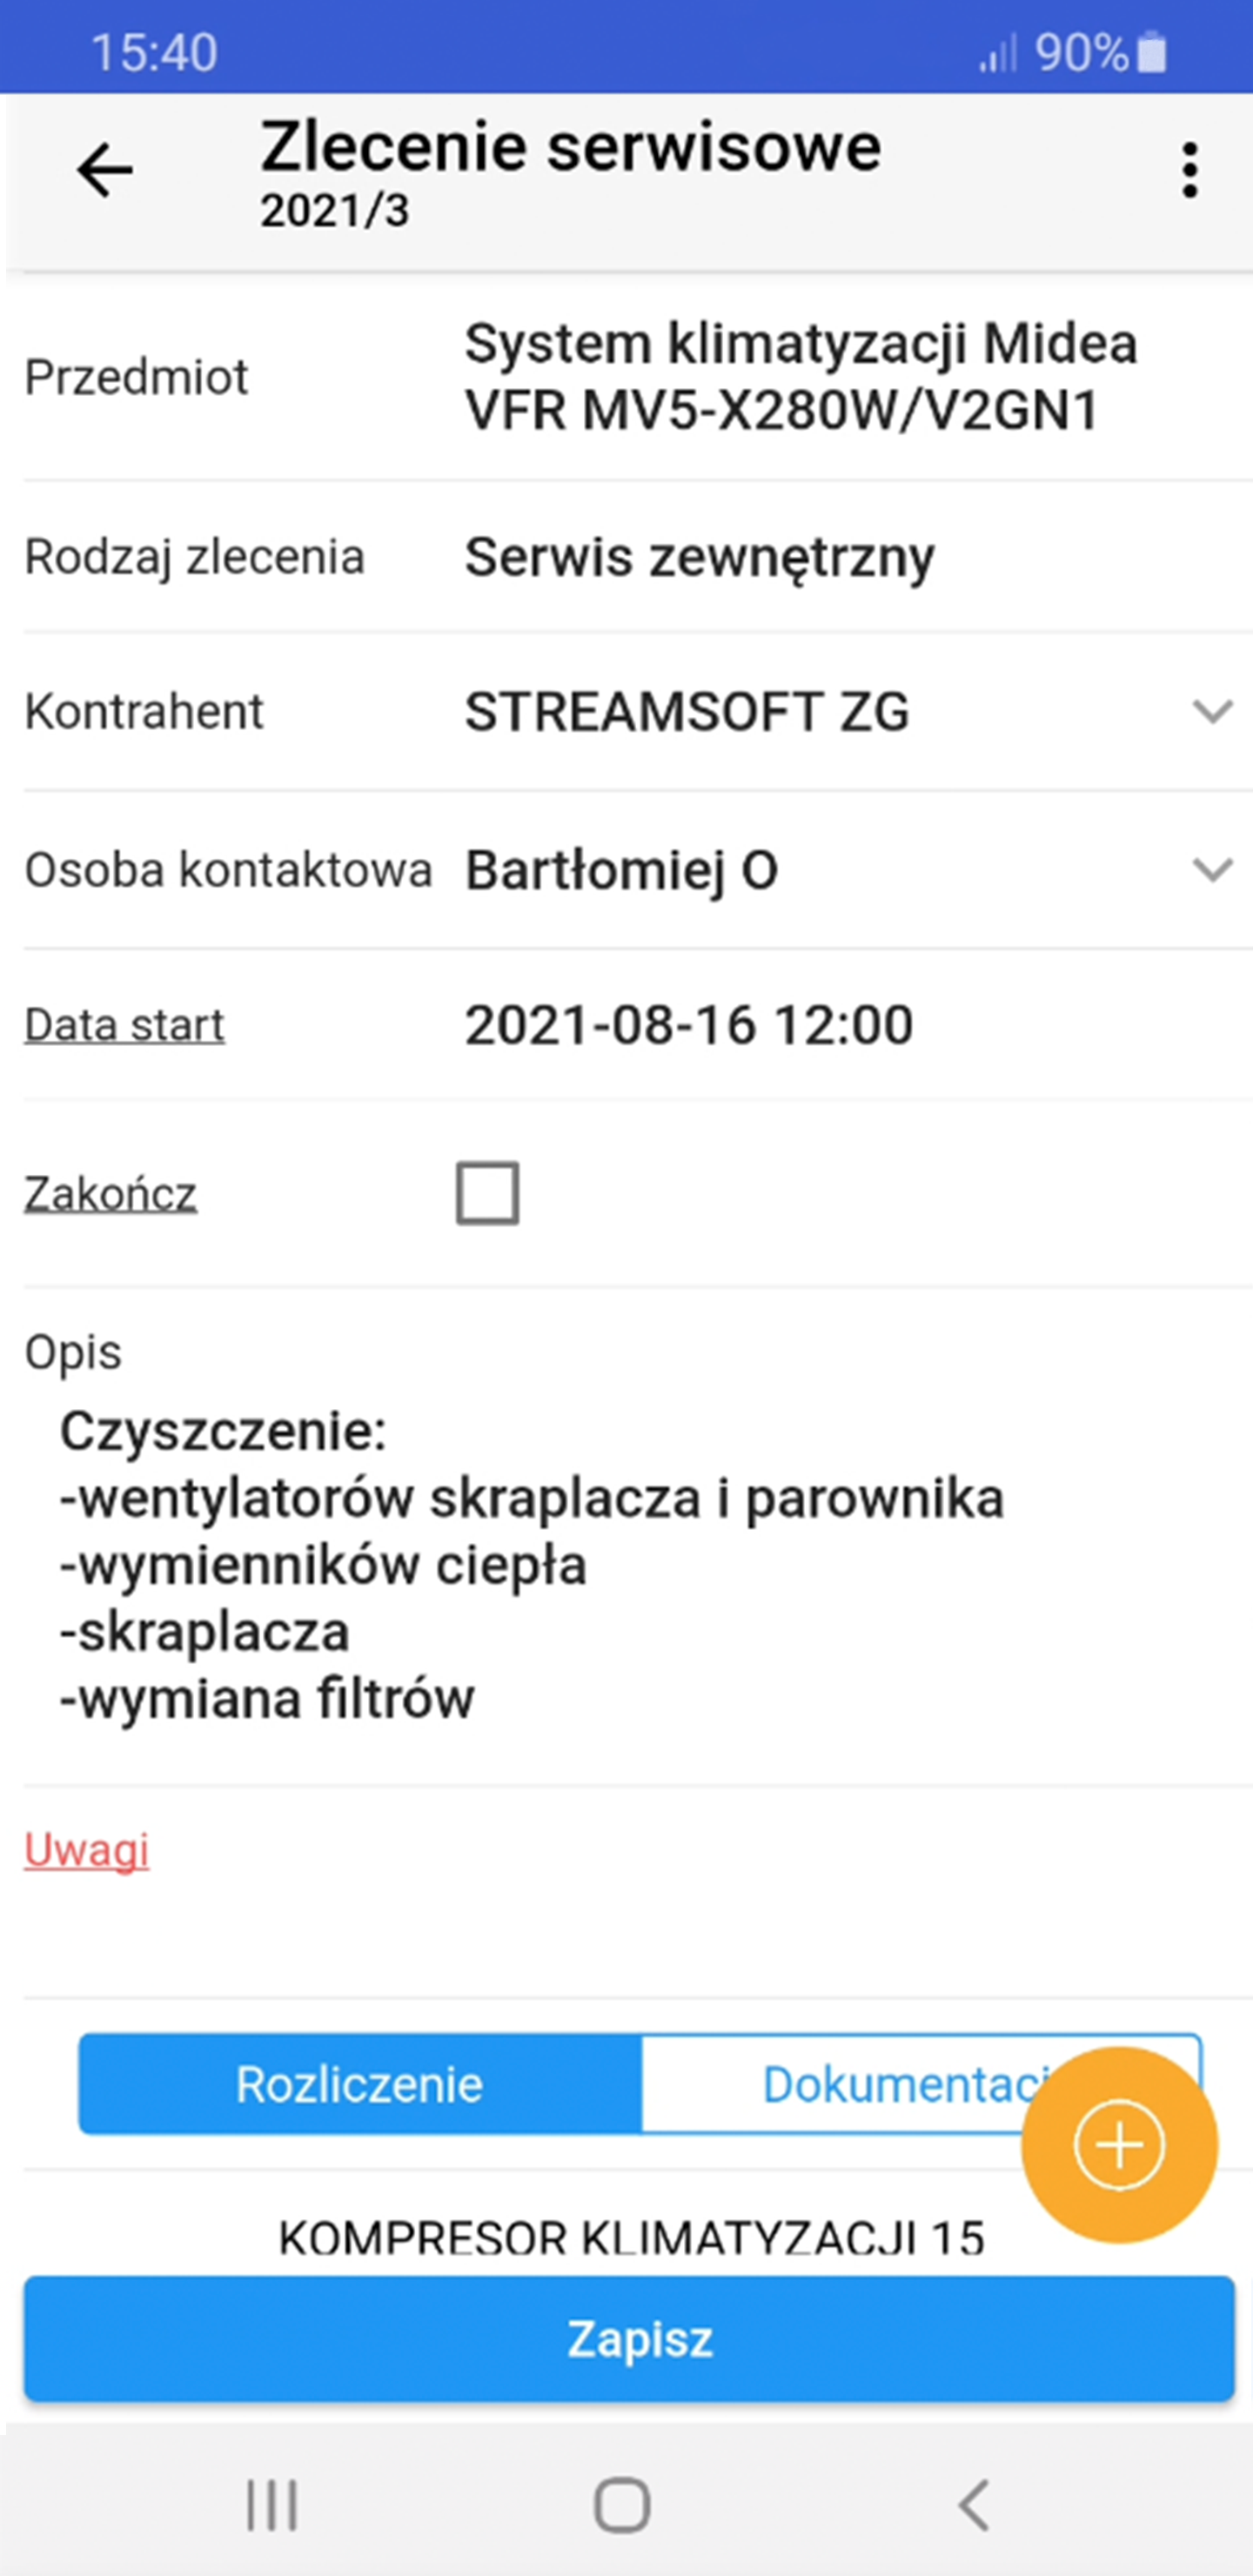 15:40 90%
Zlecenie serwisowe
2021/3
Przedmiot System klimatyzacji Midea
VFR MV5-X280W/V2GN1
Rodzaj zlecenia Serwis zewnętrzny
Kontrahent STREAMSOFT ZG
Osoba kontaktowa Bartłomiej O
Data start 2021-08-16 12:00
Zakończ
Opis
Czyszczenie:
-wentylatorów skraplacza i parownika
-wymienników ciepła
-skraplacza
-wymiana filtrów
Uwagi
Rozliczenie Dokumentacj
KOMPRESOR KLIMATYZACJI 15
Zapisz